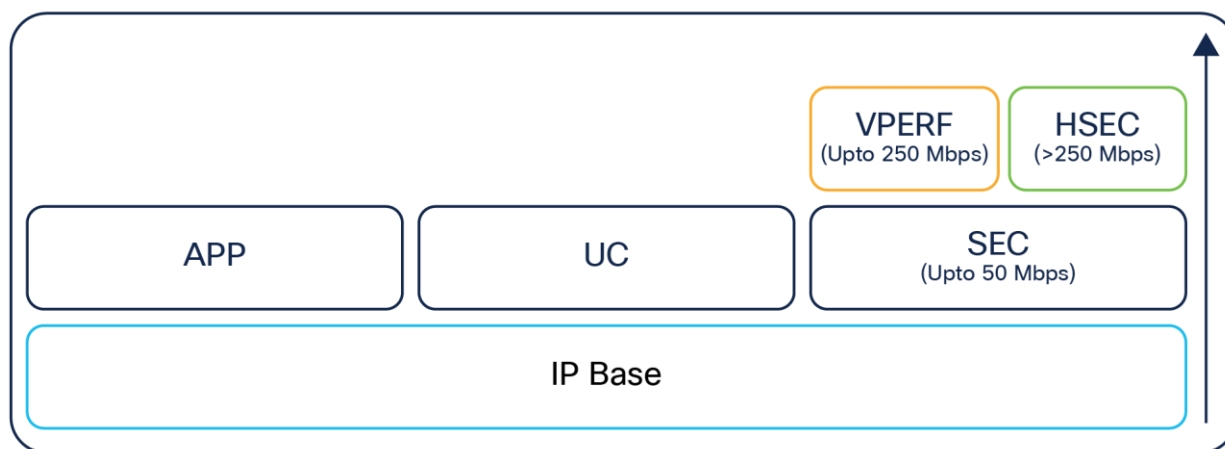 VPERF
(Upto 250 Mbps)
HSEC
(>250 Mbps)
APP
UC
SEC
(Upto 50 Mbps)
IP Base